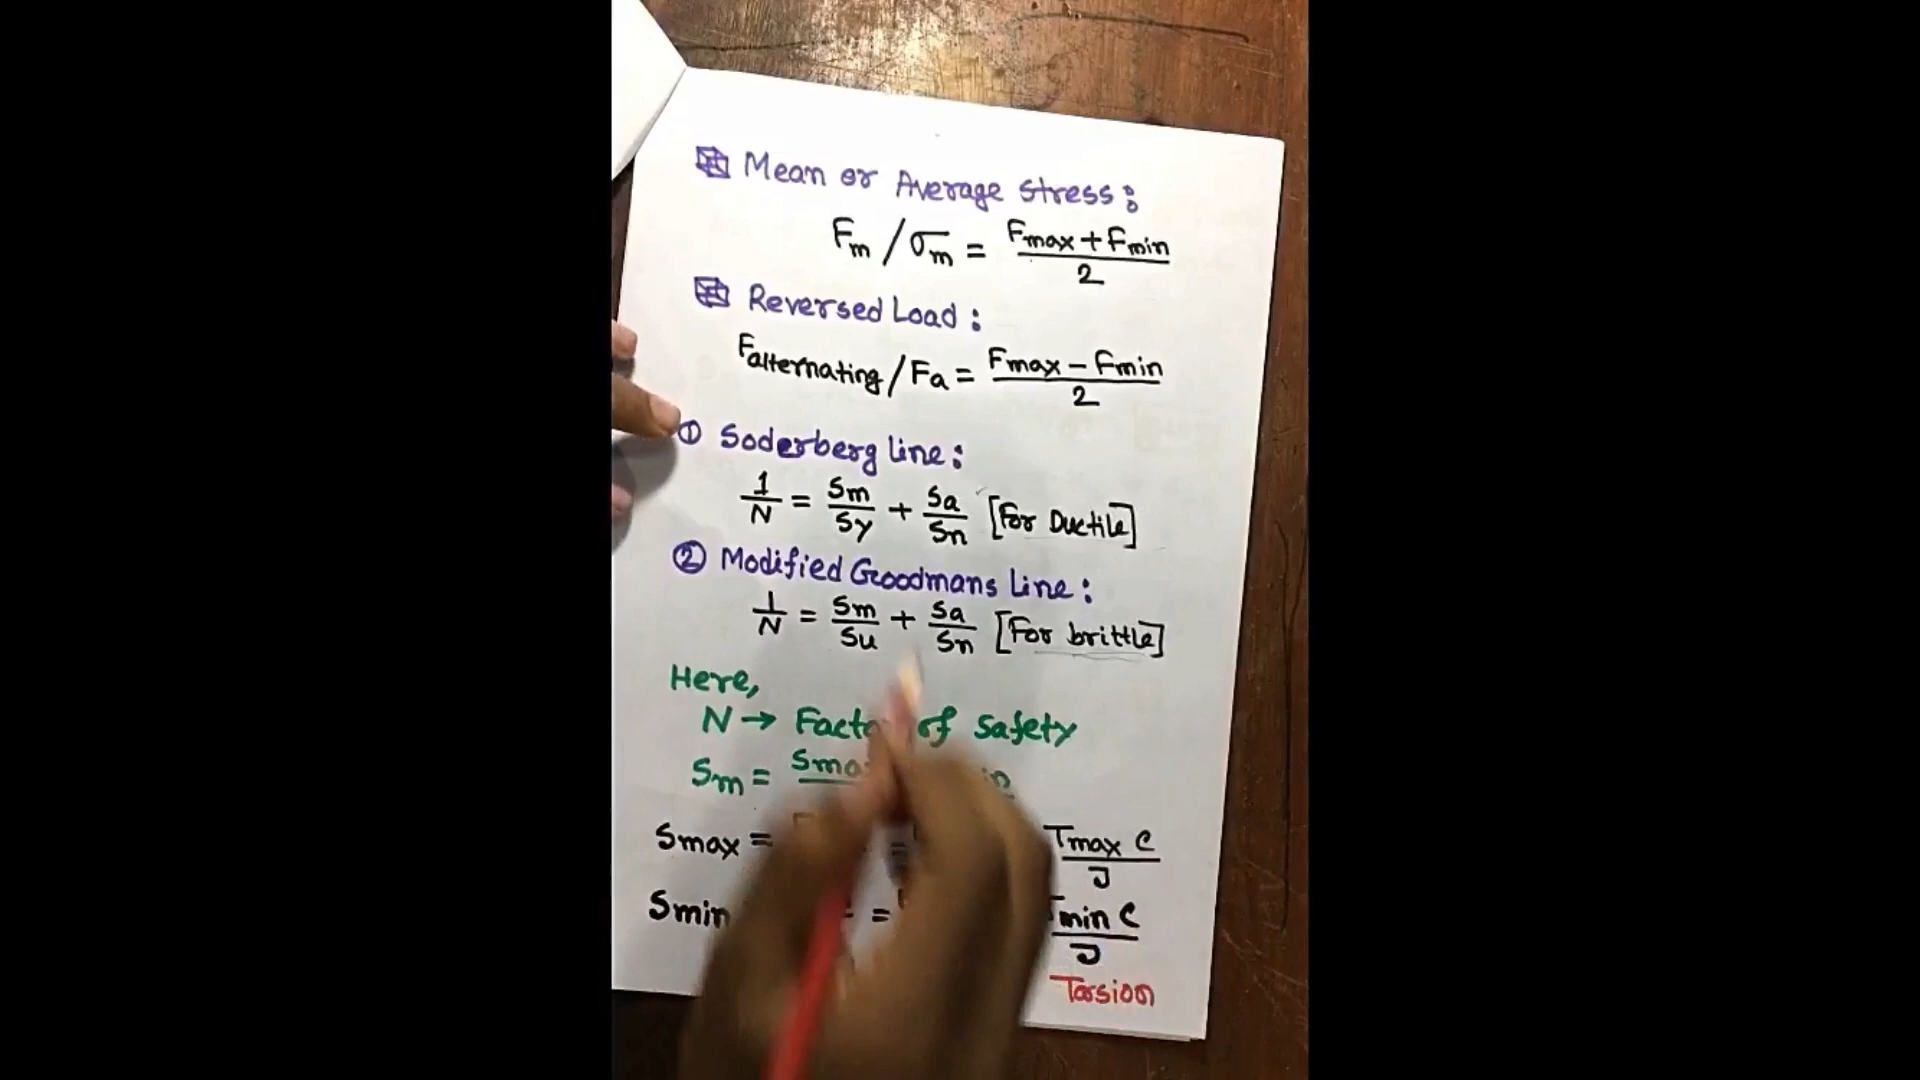 Mean or Average Stress:
Fm / σm = (Fmax + Fmin) / 2
Reversed Load:
Falternating / Fa = (Fmax - Fmin) / 2
① Soderberg line:
1/N = Sm/Sy + Sa/Sn [For Ductile]
② Modified Goodmans Line:
1/N = Sm/Su + Sa/Sn [For brittle]
Here,
N → of Safety
Sm =
Smax = = Tmax C / J
Smin = C / J
Torsion